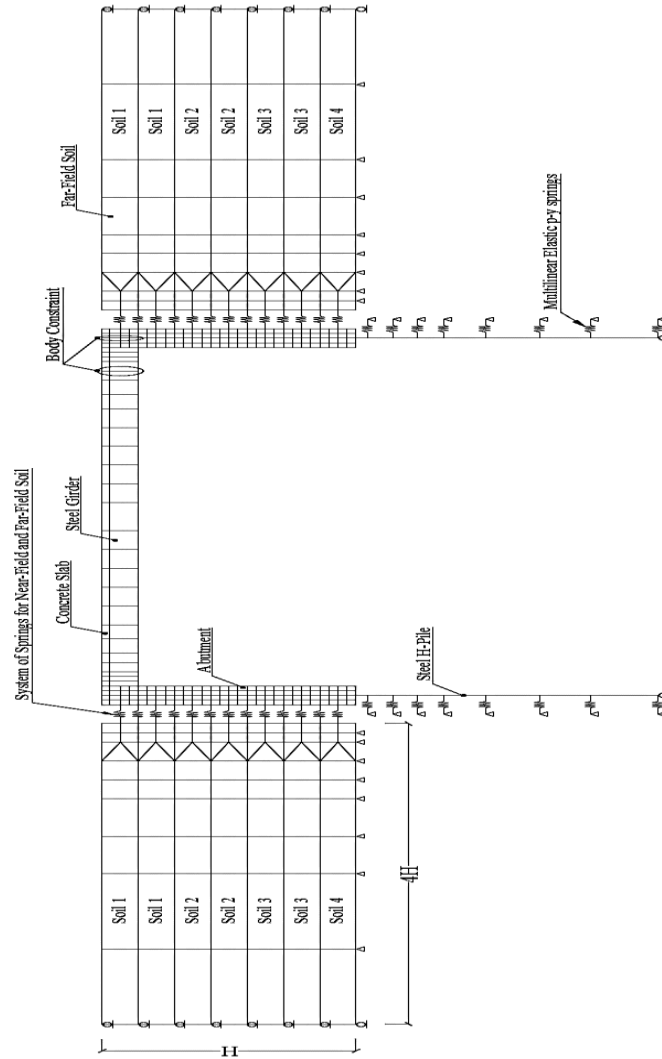 System of Springs for Near-Field and Far-Field Soil
Concrete Slab
Steel Girder
Body Constraint
Far-Field Soil
Soil 1
Soil 1
Soil 2
Soil 2
Soil 3
Soil 3
Soil 4
Soil 1
Soil 1
Soil 2
Soil 2
Soil 3
Soil 3
Soil 4
Abutment
Steel H-Pile
Multilinear Elastic p-y springs
H
4H